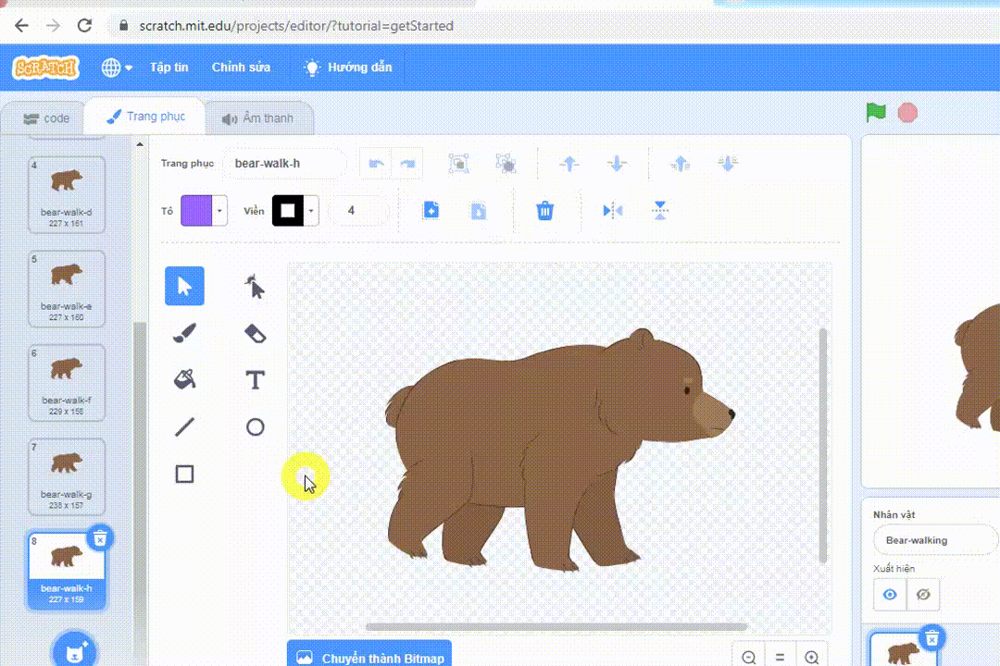 scratch.mit.edu/projects/editor/?tutorial=getStarted
SCRATCH
Tập tin
Chỉnh sửa
Hướng dẫn
code
Trang phục
Âm thanh
Trang phục
bear-walk-h
Tô
Viền
4
4
bear-walk-d
227 x 161
5
bear-walk-e
227 x 160
6
bear-walk-f
229 x 158
7
bear-walk-g
238 x 157
8
bear-walk-h
227 x 159
T
Chuyển thành Bitmap
Nhân vật
Bear-walking
Xuất hiện